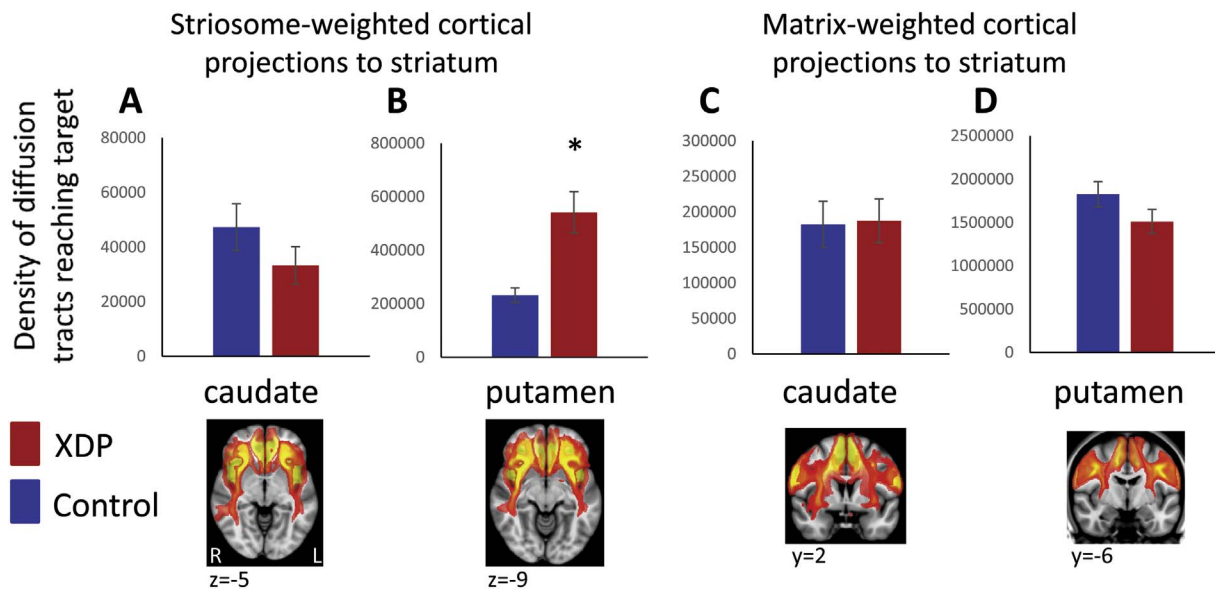 Striosome-weighted cortical
projections to striatum
Matrix-weighted cortical
projections to striatum
Density of diffusion
tracts reaching target
A
80000
60000
40000
20000
0
caudate
B
800000
600000
400000
200000
0
*
putamen
C
300000
250000
200000
150000
100000
50000
0
caudate
D
2500000
2000000
1500000
1000000
500000
0
putamen
XDP
Control
R L
z=-5
z=-9
y=2
y=-6